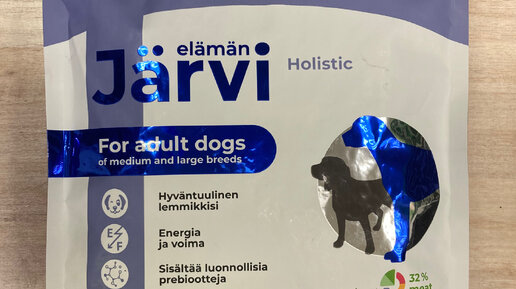 elämän
Järvi
Holistic
For adult dogs
of medium and large breeds
Hyväntuulinen
lemmikkisi
E
F
Energia
ja voima
Sisältää luonnollisia
prebiootteja
32%
meat